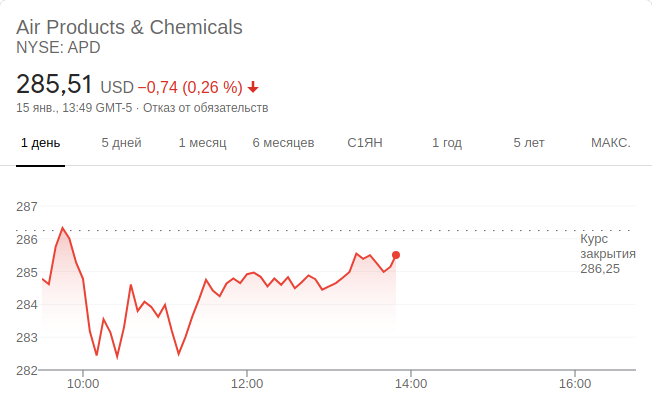 Air Products & Chemicals
NYSE: APD
285,51 USD −0,74 (0,26 %)
15 янв., 13:49 GMT-5 · Отказ от обязательств
1 день 5 дней 1 месяц 6 месяцев С1ЯН 1 год 5 лет МАКС.
287
286
285
284
283
282
Курс
закрытия
286,25
10:00 12:00 14:00 16:00